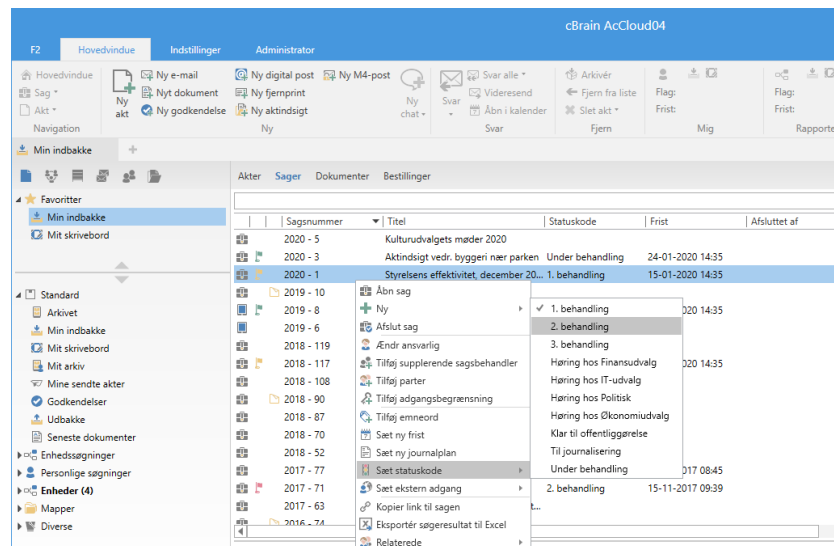 cBrain AcCloud04
F2 Hovedvindue Indstillinger Administrator
Hovedvindue
Sag
Akt
Navigation
Ny akt
Ny e-mail
Nyt dokument
Ny godkendelse
Ny digital post
Ny M4-post
Ny fjernprint
Ny aktindsigt
Ny chat
Ny
Svar
Svar alle
Videresend
Åbn i kalender
Svar
Arkivér
Fjern fra liste
Slet akt
Fjern
Flag:
Frist:
Mig
Flag:
Frist:
Rapporte
Min indbakke
Akter Sager Dokumenter Bestillinger
Favoritter
Min indbakke
Mit skrivebord
Standard
Arkivet
Min indbakke
Mit skrivebord
Mit arkiv
Mine sendte akter
Godkendelser
Udbakke
Seneste dokumenter
Enhedssøgninger
Personlige søgninger
Enheder (4)
Mapper
Diverse
Sagsnummer Titel Statuskode Frist Afsluttet af
2020 - 5 Kulturudvalgets møder 2020
2020 - 3 Aktindsigt vedr. byggeri nær parken Under behandling 24-01-2020 14:35
2020 - 1 Styrelsens effektivitet, december 20... 1. behandling 15-01-2020 14:35
2019 - 10
2019 - 8 020 14:35
2019 - 6
2018 - 119
2018 - 117 020 14:35
2018 - 108
2018 - 90
2018 - 87
2018 - 70
2018 - 52
2017 - 77 017 08:45
2017 - 71 2. behandling 15-11-2017 09:39
2017 - 63 t...
2016 - 74
Åbn sag
Ny
Afslut sag
Ændr ansvarlig
Tilføj supplerende sagsbehandler
Tilføj parter
Tilføj adgangsbegrænsning
Tilføj emneord
Sæt ny frist
Sæt ny journalplan
Sæt statuskode
Sæt ekstern adgang
Kopier link til sagen
Eksportér søgeresultat til Excel
Relaterede
1. behandling
2. behandling
3. behandling
Høring hos Finansudvalg
Høring hos IT-udvalg
Høring hos Politisk
Høring hos Økonomiudvalg
Klar til offentliggørelse
Til journalisering
Under behandling